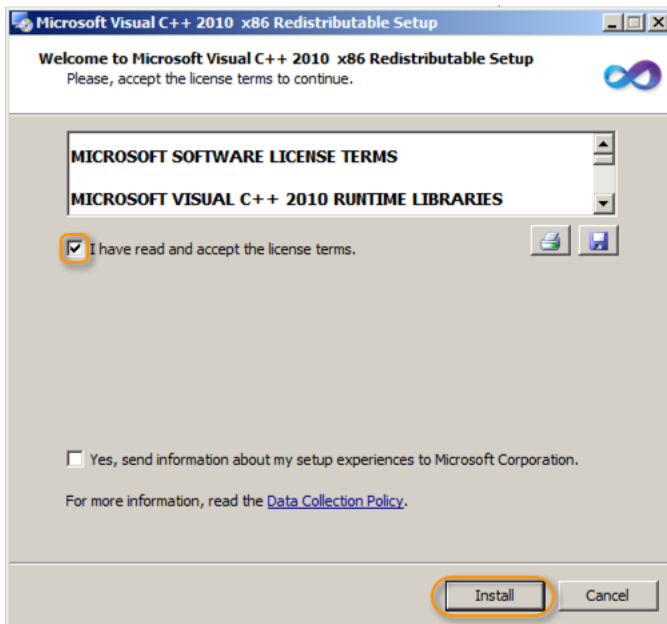 Microsoft Visual C++ 2010 x86 Redistributable Setup
Welcome to Microsoft Visual C++ 2010 x86 Redistributable Setup
Please, accept the license terms to continue.
MICROSOFT SOFTWARE LICENSE TERMS
MICROSOFT VISUAL C++ 2010 RUNTIME LIBRARIES
I have read and accept the license terms.
Yes, send information about my setup experiences to Microsoft Corporation.
For more information, read the Data Collection Policy.
Install
Cancel